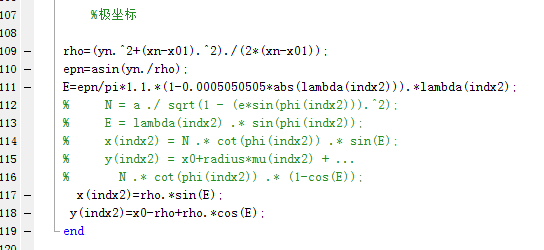 107 %极坐标
108
109 — rho=(yn.^2+(xn-x01).^2)./(2*(xn-x01));
110 — epn=asin(yn./rho);
111 — E=epn/pi*1.1.*(1-0.0005050505*abs(lambda(indx2))).*lambda(indx2);
112 % N = a ./ sqrt(1 - (e*sin(phi(indx2))).^2);
113 % E = lambda(indx2) .* sin(phi(indx2));
114 % x(indx2) = N .* cot(phi(indx2)) .* sin(E);
115 % y(indx2) = x0+radius*mu(indx2) + ...
116 % N .* cot(phi(indx2)) .* (1-cos(E));
117 — x(indx2)=rho.*sin(E);
118 — y(indx2)=x0-rho+rho.*cos(E);
119 — end